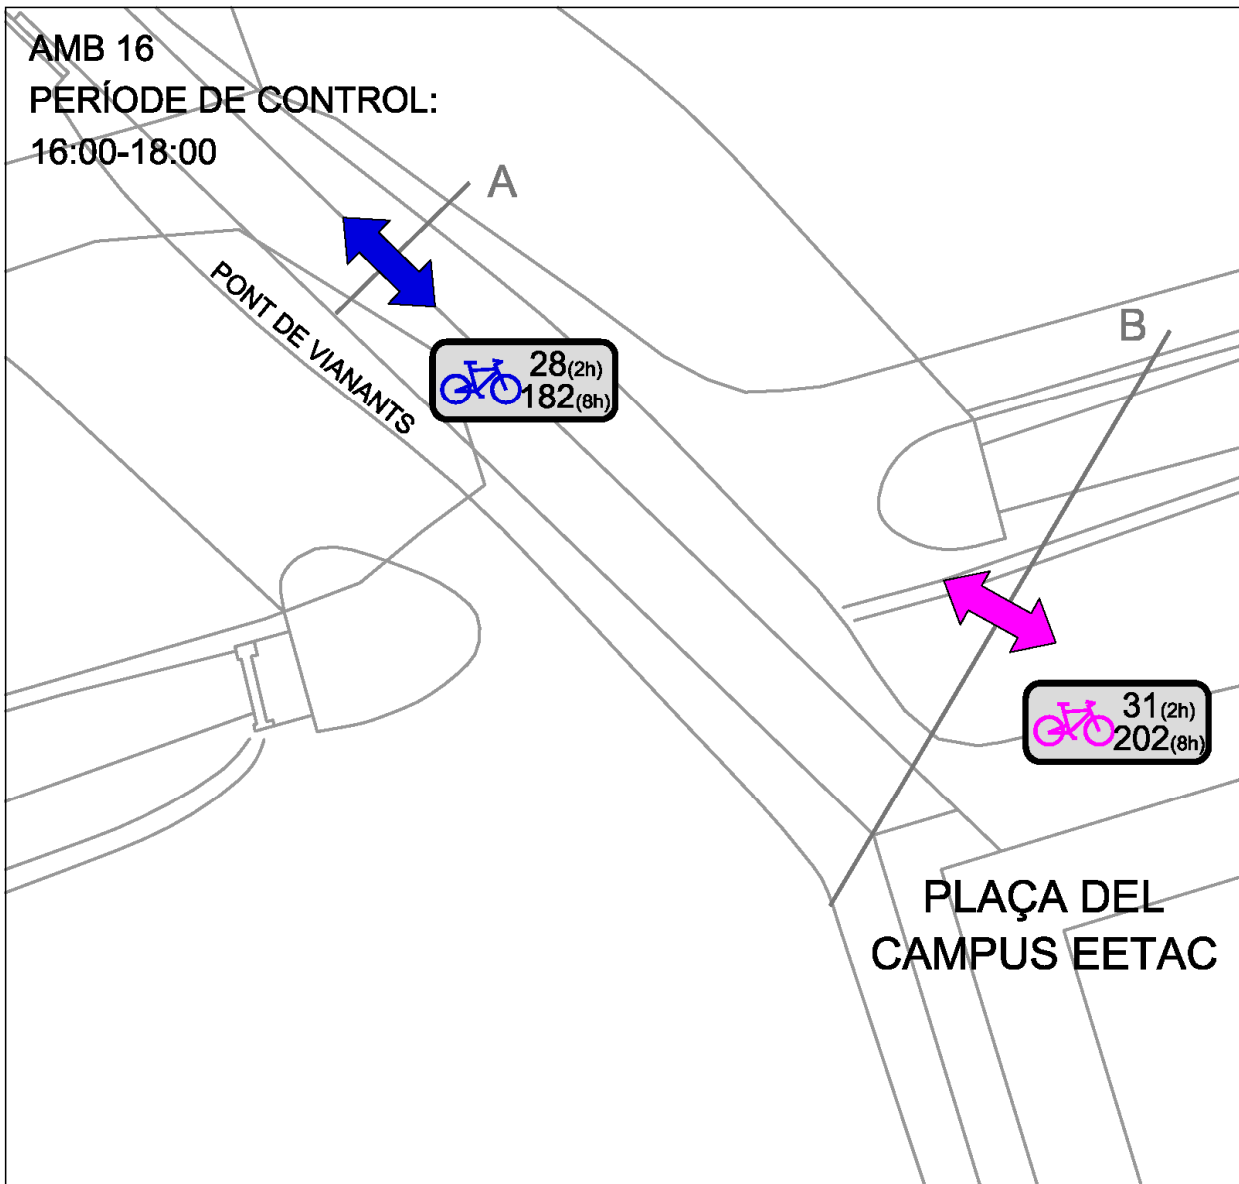 AMB 16
PERÍODE DE CONTROL:
16:00-18:00
A
PONT DE VIANANTS
B
28(2h)
182(8h)
31(2h)
202(8h)
PLAÇA DEL
CAMPUS EETAC